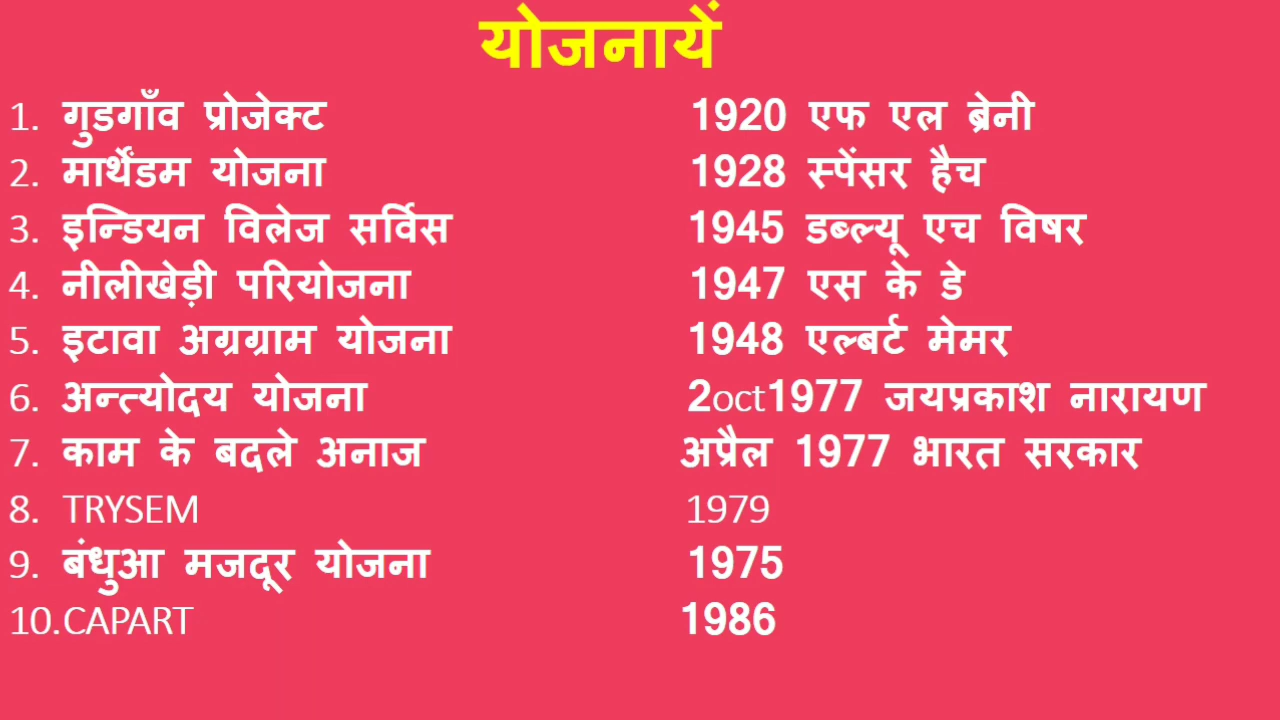 योजनायें
1. गुडगाँव प्रोजेक्ट 1920 एफ एल ब्रेनी
2. मार्थेंडम योजना 1928 स्पेंसर हैच
3. इन्डियन विलेज सर्विस 1945 डब्ल्यू एच विषर
4. नीलीखेड़ी परियोजना 1947 एस के डे
5. इटावा अग्रग्राम योजना 1948 एल्बर्ट मेमर
6. अन्त्योदय योजना 2oct1977 जयप्रकाश नारायण
7. काम के बदले अनाज अप्रैल 1977 भारत सरकार
8. TRYSEM 1979
9. बंधुआ मजदूर योजना 1975
10.CAPART 1986